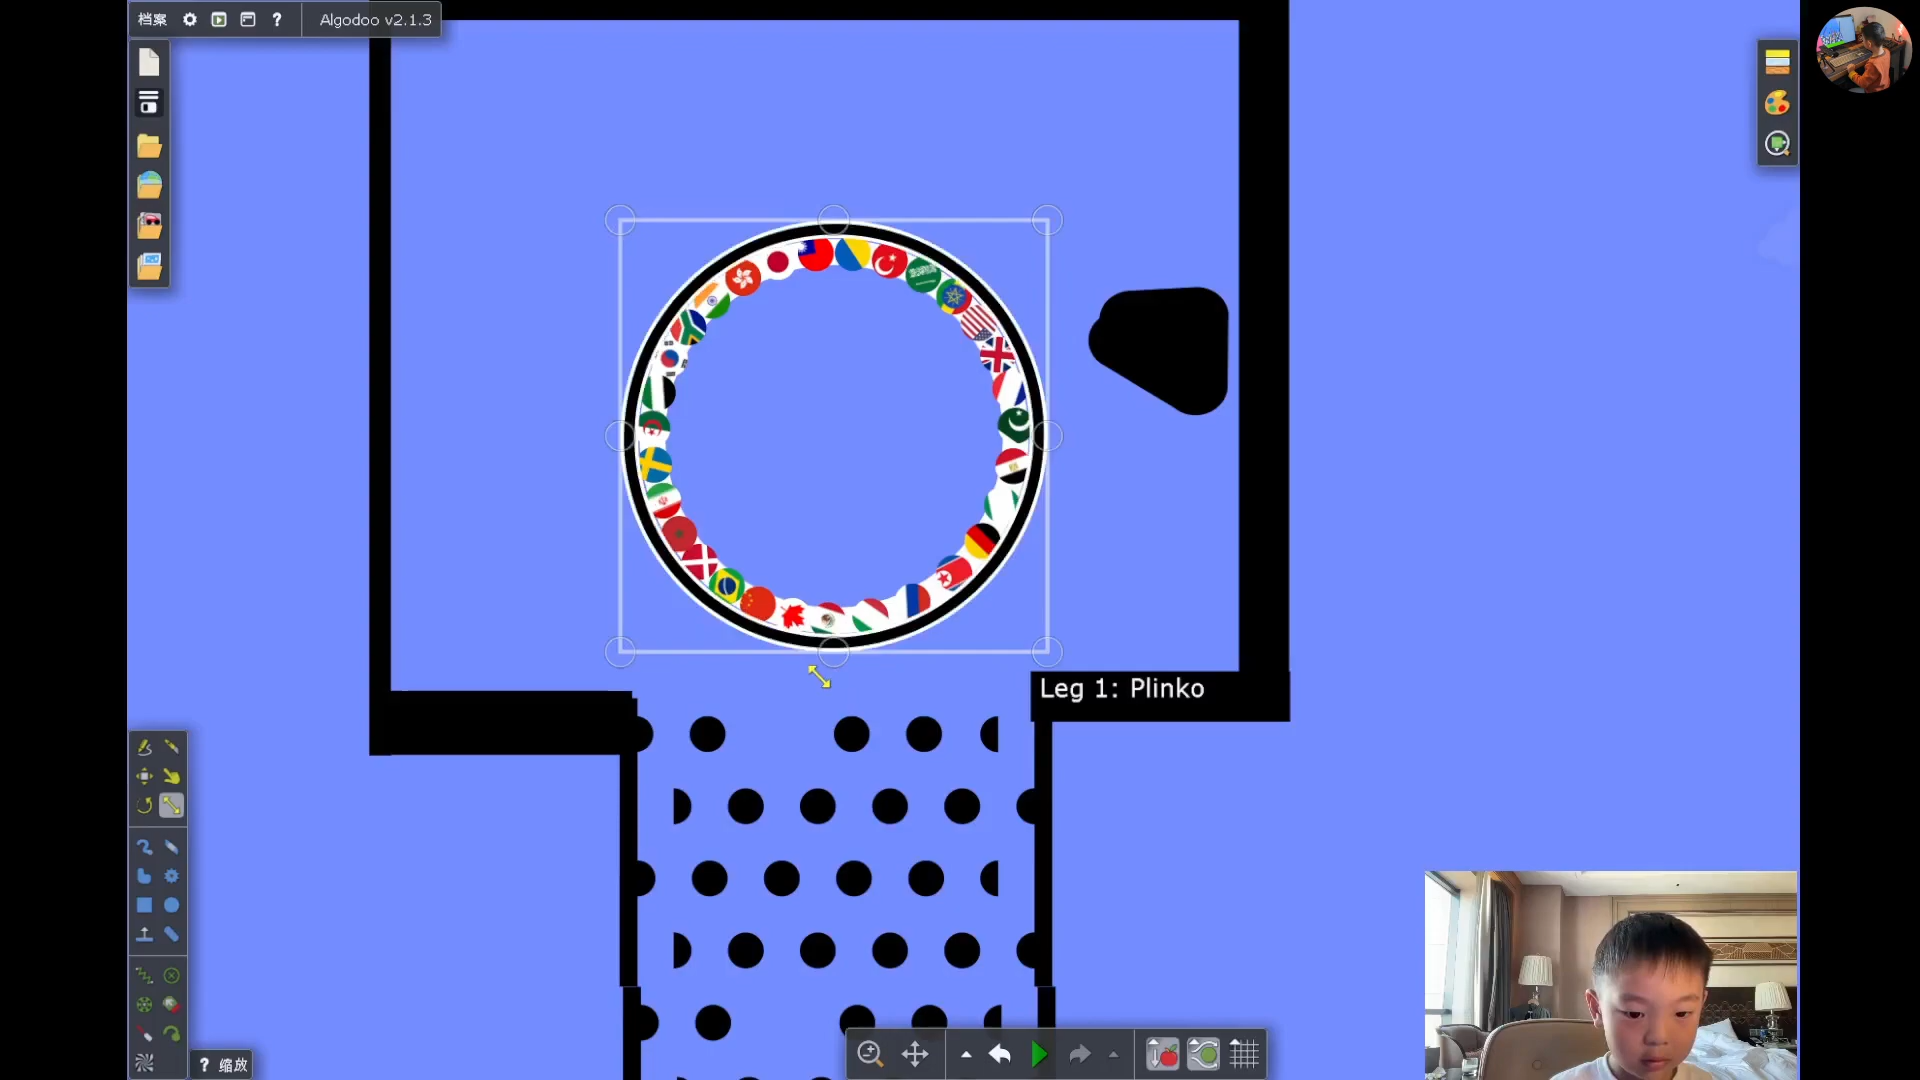 档案 ? Algodoo v2.1.3
Leg 1: Plinko
? 缩放